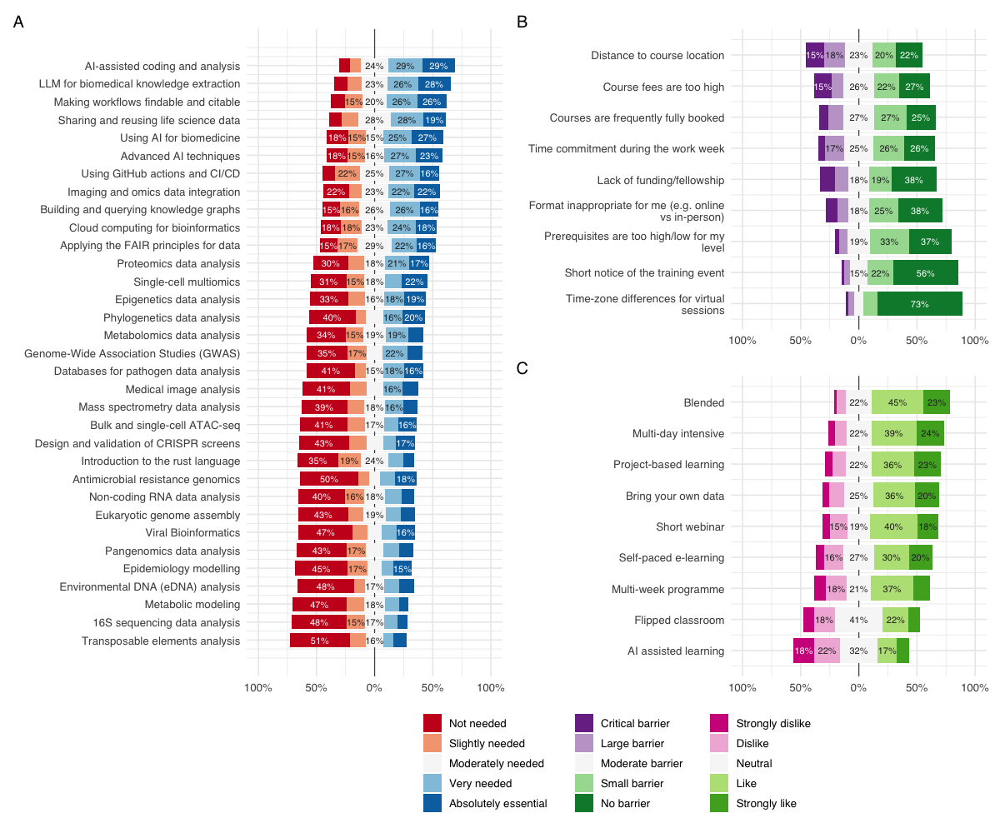 A
AI-assisted coding and analysis 24% 29% 29%
LLM for biomedical knowledge extraction 23% 26% 28%
Making workflows findable and citable 15% 20% 26% 26%
Sharing and reusing life science data 28% 28% 19%
Using AI for biomedicine 18% 15% 15% 25% 27%
Advanced AI techniques 18% 15% 16% 27% 23%
Using GitHub actions and CI/CD 22% 25% 27% 16%
Imaging and omics data integration 22% 23% 22% 22%
Building and querying knowledge graphs 15% 16% 26% 26% 16%
Cloud computing for bioinformatics 18% 18% 23% 24% 18%
Applying the FAIR principles for data 15% 17% 29% 22% 16%
Proteomics data analysis 30% 18% 21% 17%
Single-cell multiomics 31% 15% 18% 22%
Epigenetics data analysis 33% 16% 18% 19%
Phylogenetics data analysis 40% 16% 20%
Metabolomics data analysis 34% 15% 19% 19%
Genome-Wide Association Studies (GWAS) 35% 17% 22%
Databases for pathogen data analysis 41% 15% 18% 16%
Medical image analysis 41% 16%
Mass spectrometry data analysis 39% 18% 16%
Bulk and single-cell ATAC-seq 41% 17% 16%
Design and validation of CRISPR screens 43% 17%
Introduction to the rust language 35% 19% 24%
Antimicrobial resistance genomics 50% 18%
Non-coding RNA data analysis 40% 16% 18%
Eukaryotic genome assembly 43% 19%
Viral Bioinformatics 47% 16%
Pangenomics data analysis 43% 17%
Epidemiology modelling 45% 17% 15%
Environmental DNA (eDNA) analysis 48% 17%
Metabolic modeling 47% 18%
16S sequencing data analysis 48% 15% 17%
Transposable elements analysis 51% 16%
100% 50% 0% 50% 100%
B
Distance to course location 15% 18% 23% 20% 22%
Course fees are too high 15% 26% 22% 27%
Courses are frequently fully booked 27% 27% 25%
Time commitment during the work week 17% 25% 26% 26%
Lack of funding/fellowship 18% 19% 38%
Format inappropriate for me (e.g. online
vs in-person) 18% 25% 38%
Prerequisites are too high/low for my
level 19% 33% 37%
Short notice of the training event 15% 22% 56%
Time-zone differences for virtual
sessions 73%
100% 50% 0% 50% 100%
C
Blended 22% 45% 23%
Multi-day intensive 22% 39% 24%
Project-based learning 22% 36% 23%
Bring your own data 25% 36% 20%
Short webinar 15% 19% 40% 18%
Self-paced e-learning 16% 27% 30% 20%
Multi-week programme 18% 21% 37%
Flipped classroom 18% 41% 22%
AI assisted learning 18% 22% 32% 17%
100% 50% 0% 50% 100%
Not needed
Slightly needed
Moderately needed
Very needed
Absolutely essential
Critical barrier
Large barrier
Moderate barrier
Small barrier
No barrier
Strongly dislike
Dislike
Neutral
Like
Strongly like